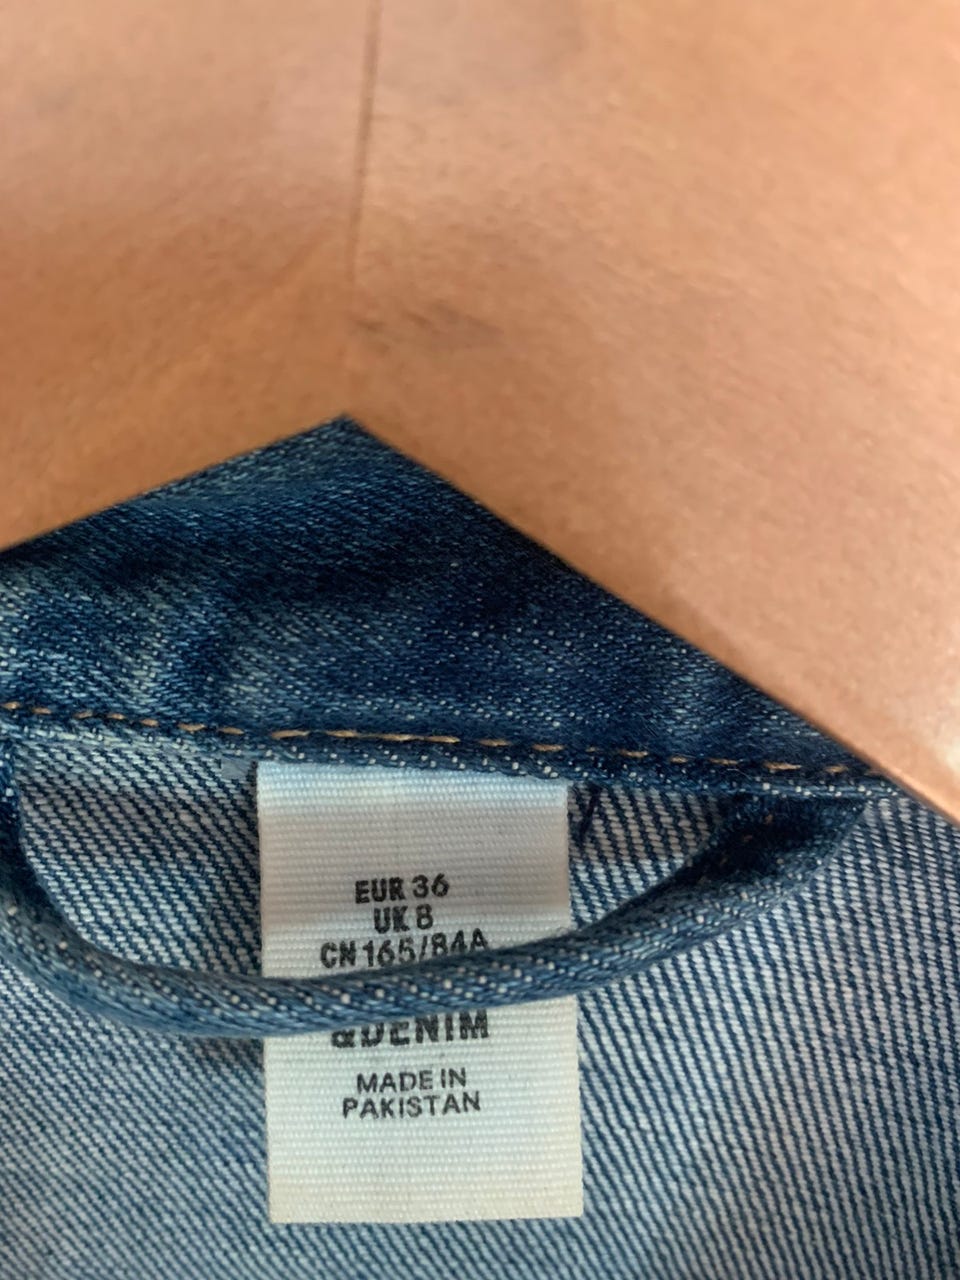 EUR 36
UK 8
CN 165/84A
&DENIM
MADE IN
PAKISTAN